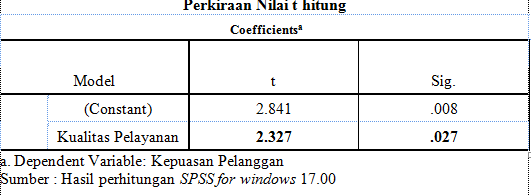 Perkiraan Nilai t hitung
Coefficientsª
Model t Sig.
(Constant) 2.841 .008
Kualitas Pelayanan 2.327 .027
a. Dependent Variable: Kepuasan Pelanggan
Sumber : Hasil perhitungan SPSS for windows 17.00